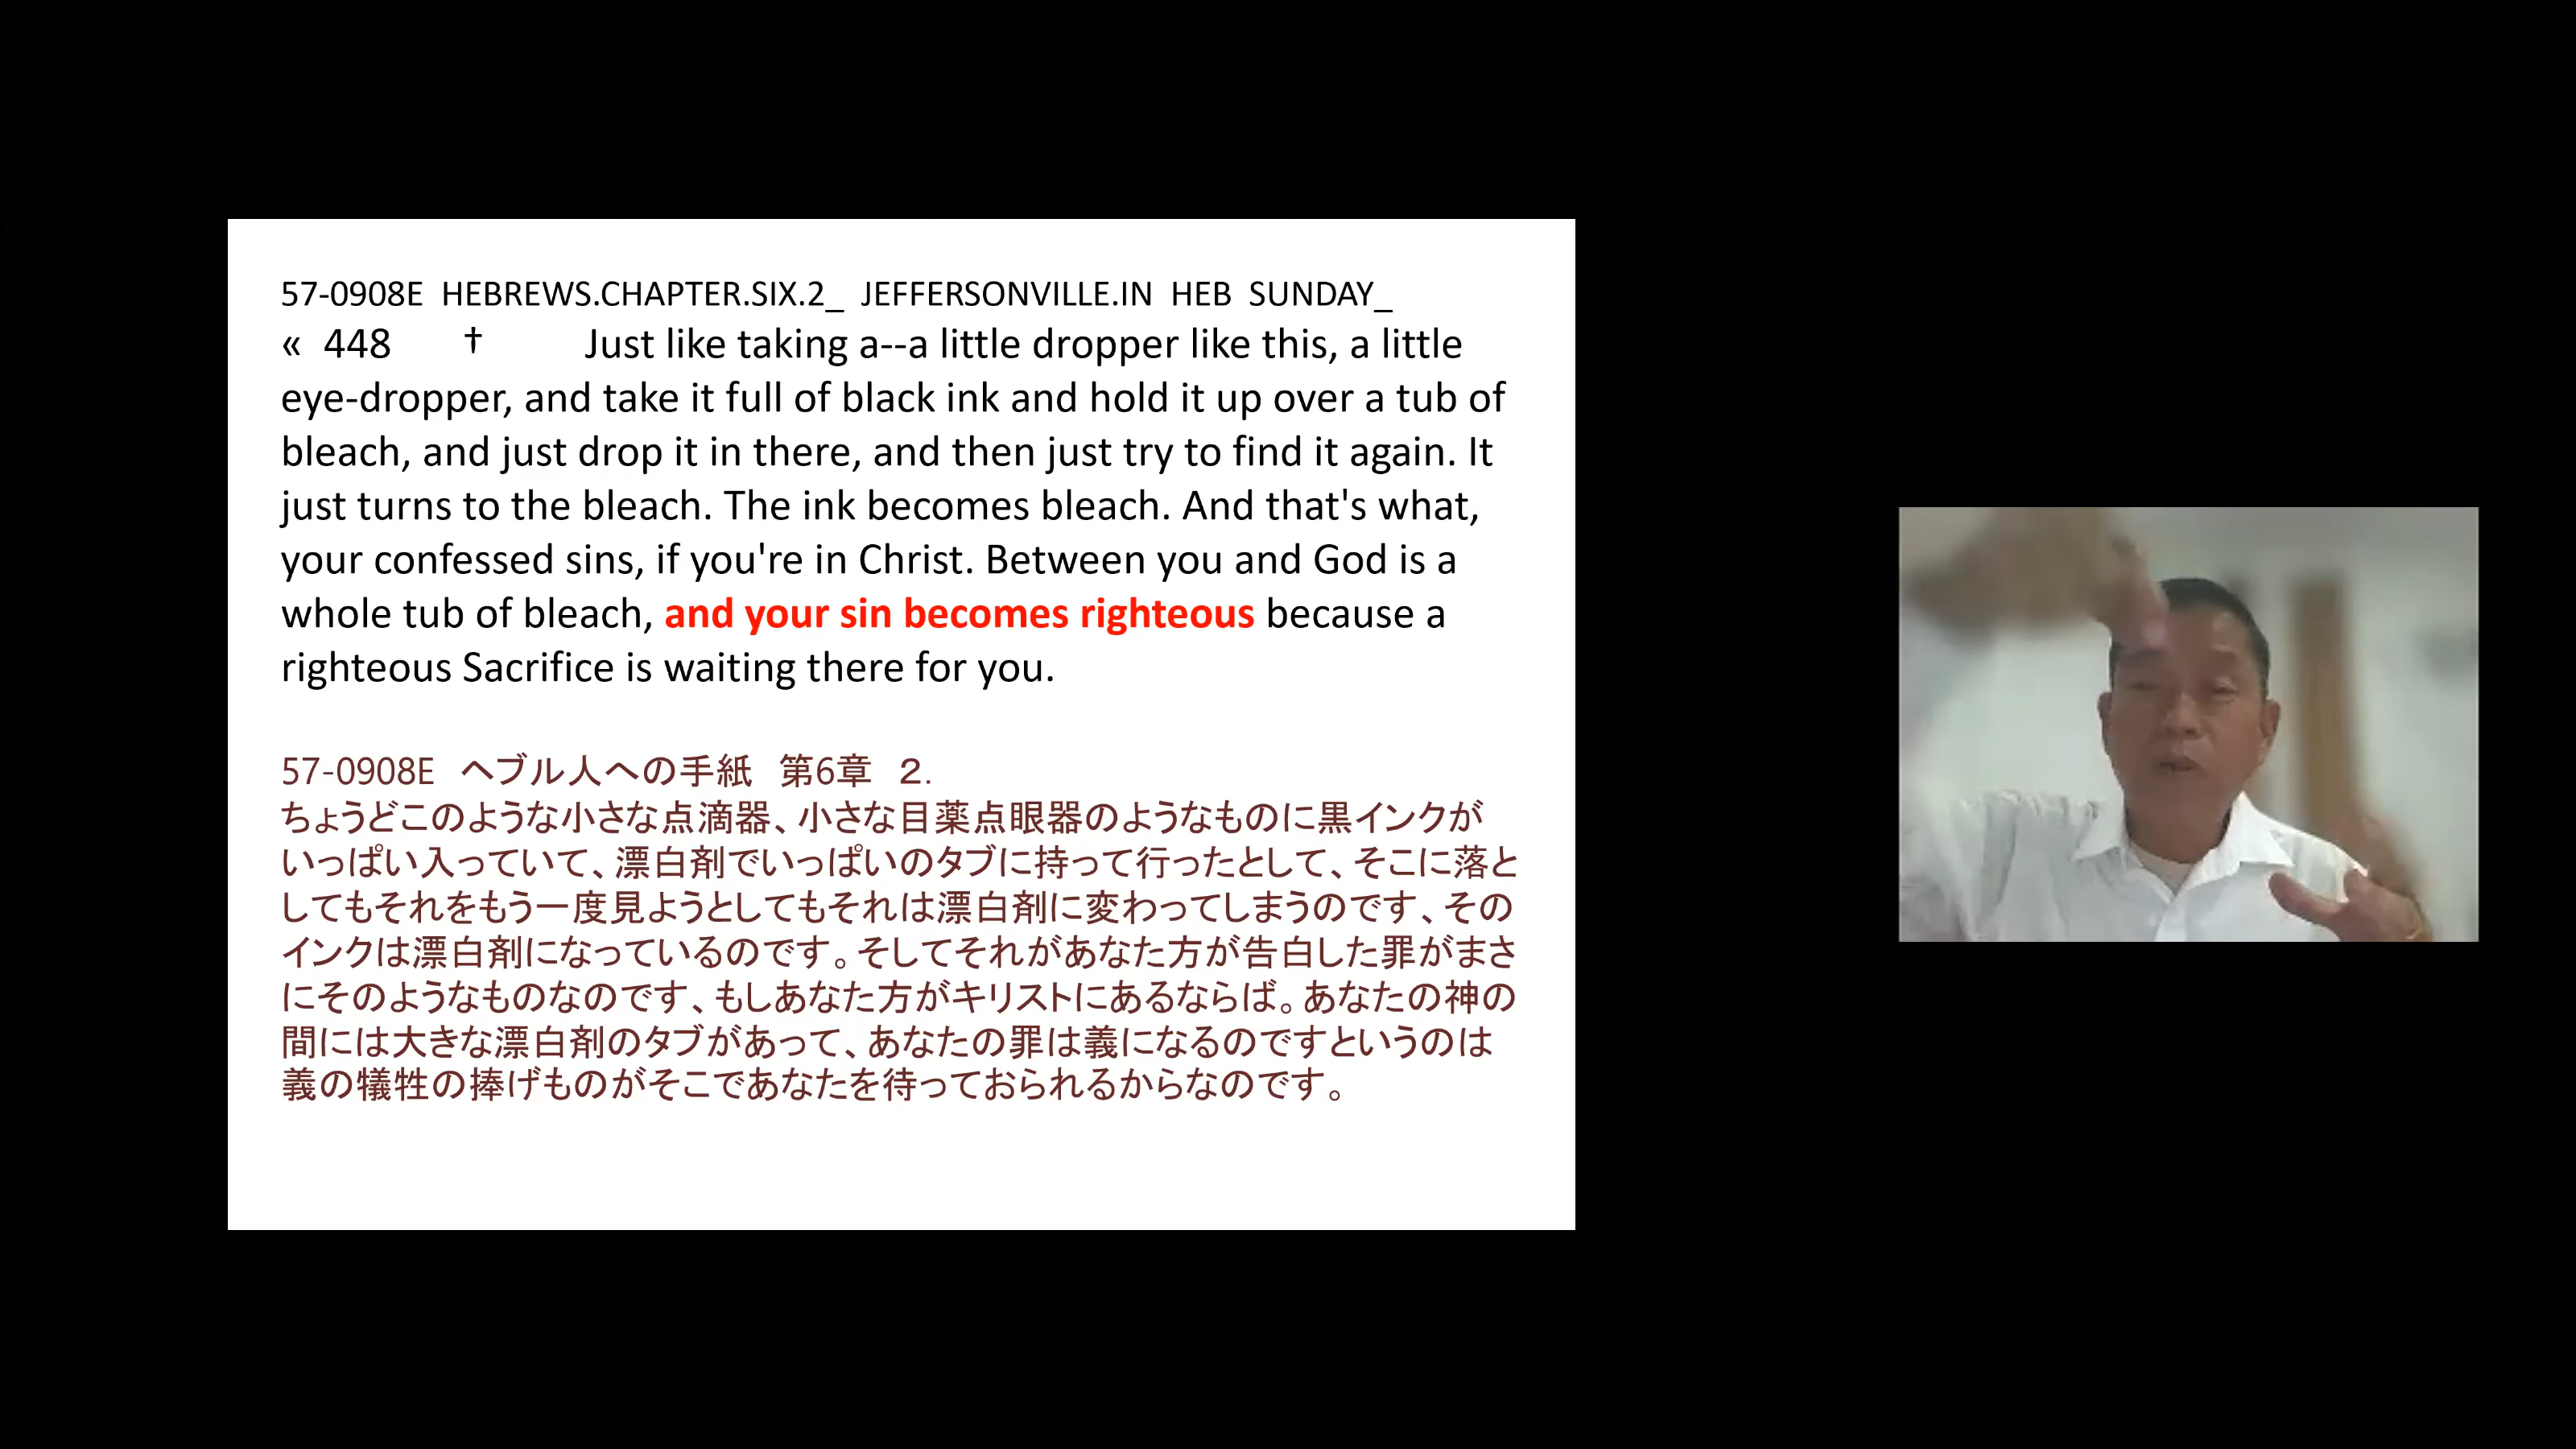 57-0908E HEBREWS.CHAPTER.SIX.2_ JEFFERSONVILLE.IN HEB SUNDAY_
« 448 † Just like taking a--a little dropper like this, a little
eye-dropper, and take it full of black ink and hold it up over a tub of
bleach, and just drop it in there, and then just try to find it again. It
just turns to the bleach. The ink becomes bleach. And that's what,
your confessed sins, if you're in Christ. Between you and God is a
whole tub of bleach, and your sin becomes righteous because a
righteous Sacrifice is waiting there for you.
57-0908E ヘブル人への手紙 第6章 ２.
ちょうどこのような小さな点滴器、小さな目薬点眼器のようなものに黒インクが
いっぱい入っていて、漂白剤でいっぱいのタブに持って行ったとして、そこに落と
してもそれをもう一度見ようとしてもそれは漂白剤に変わってしまうのです、その
インクは漂白剤になっているのです。そしてそれがあなた方が告白した罪がまさ
にそのようなものなのです、もしあなた方がキリストにあるならば。あなたの神の
間には大きな漂白剤のタブがあって、あなたの罪は義になるのですというのは
義の犠牲の捧げものがそこであなたを待っておられるからなのです。